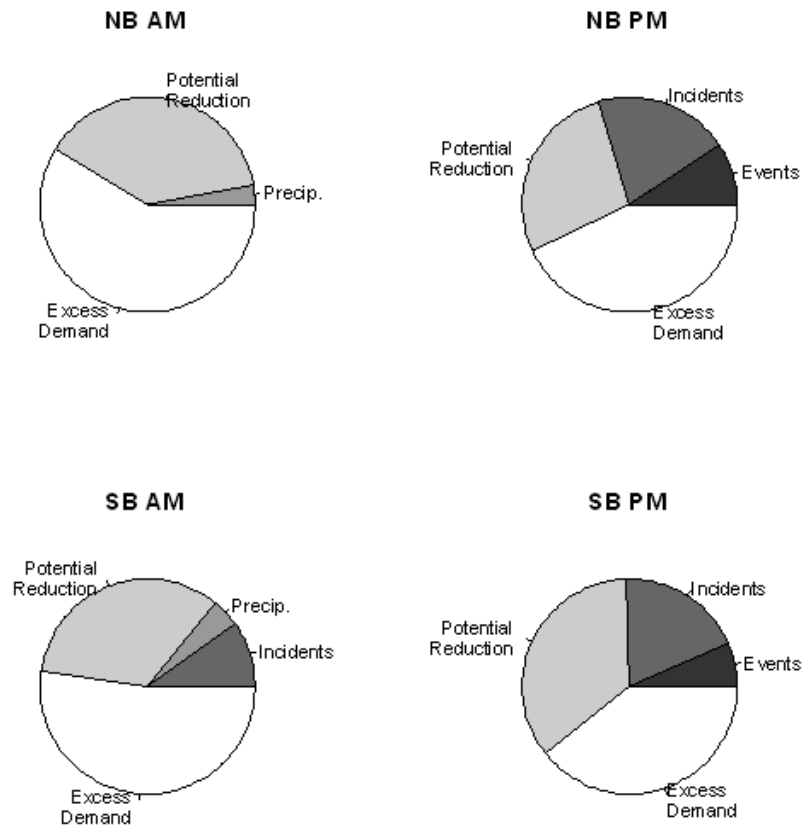 NB AM
Potential
Reduction
Precip.
Excess
Demand
NB PM
Incidents
Potential
Reduction
Events
Excess
Demand
SB AM
Potential
Reduction
Precip.
Incidents
Excess
Demand
SB PM
Incidents
Potential
Reduction
Events
Excess
Demand